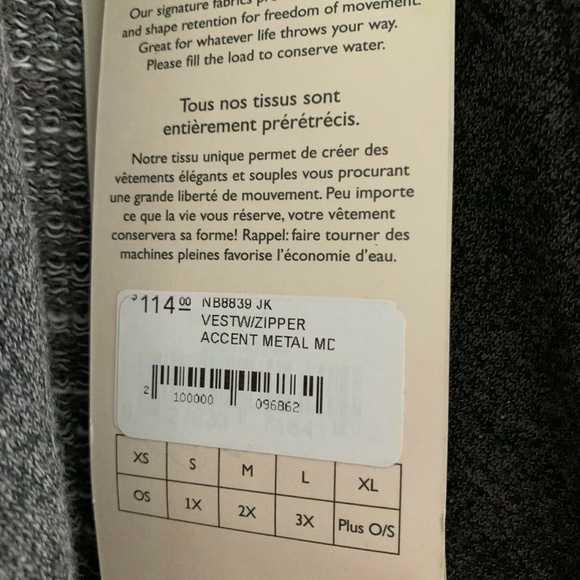 Our signature fabrics
and shape retention for freedom of movement.
Great for whatever life throws your way.
Please fill the load to conserve water.
Tous nos tissus sont
entièrement prérétrécis.
Notre tissu unique permet de créer des
vêtements élégants et souples vous procurant
une grande liberté de mouvement. Peu importe
ce que la vie vous réserve, votre vêtement
conservera sa forme! Rappel: faire tourner des
machines pleines favorise l'économie d'eau.
$114.00 NB8839 JK
VESTW/ZIPPER
ACCENT METAL MD
2 100000 096862
XS S M L XL
OS 1X 2X 3X Plus O/S